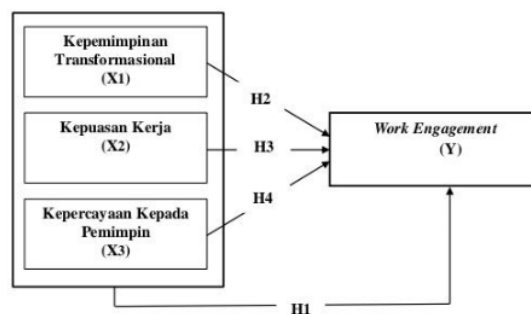 Kepemimpinan
Transformasional
(X1)
H2
Kepuasan Kerja
(X2)
H3
Work Engagement
(Y)
H4
Kepercayaan Kepada
Pemimpin
(X3)
H1